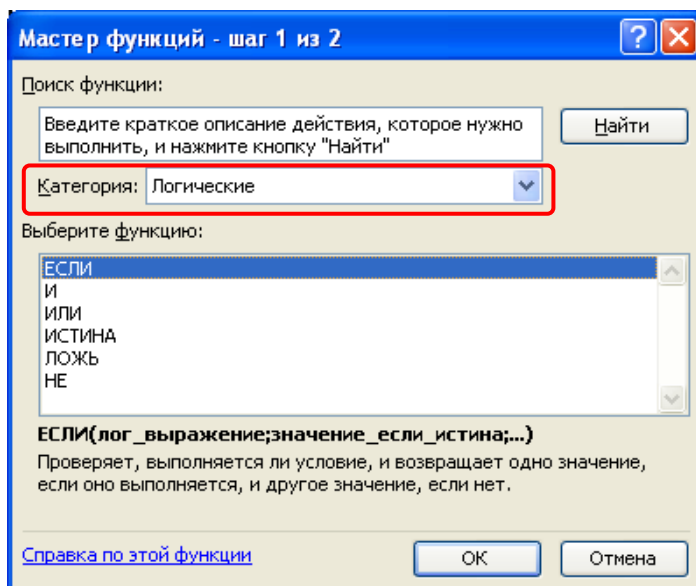 Мастер функций - шаг 1 из 2
Поиск функции:
Введите краткое описание действия, которое нужно
выполнить, и нажмите кнопку "Найти"
Найти
Категория: Логические
Выберите функцию:
ЕСЛИ
И
ИЛИ
ИСТИНА
ЛОЖЬ
НЕ
ЕСЛИ(лог_выражение;значение_если_истина;...)
Проверяет, выполняется ли условие, и возвращает одно значение,
если оно выполняется, и другое значение, если нет.
Справка по этой функции
ОК
Отмена